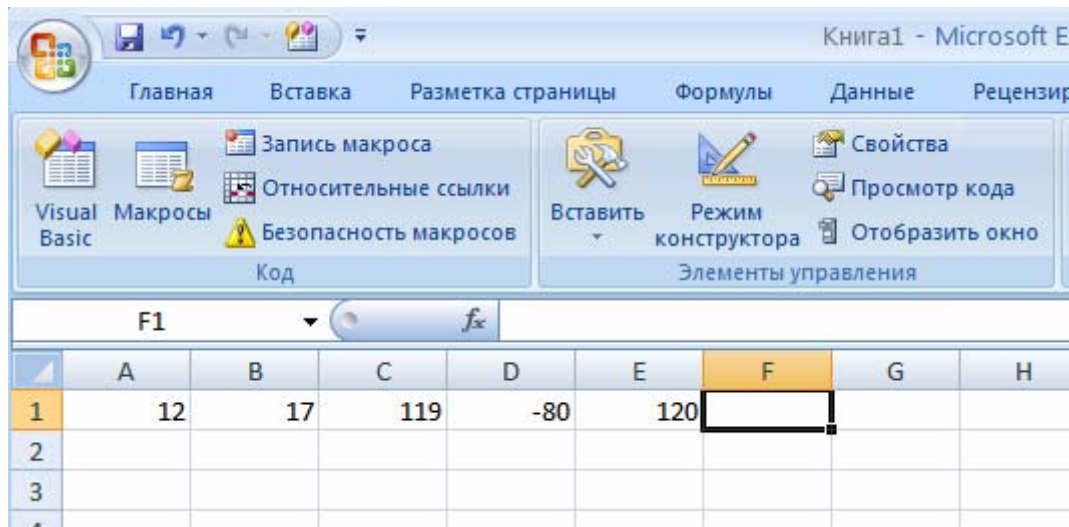 Книга1 - Microsoft E
Главная Вставка Разметка страницы Формулы Данные Рецензир
Visual Basic
Макросы
Запись макроса
Относительные ссылки
Безопасность макросов
Код
Вставить
Режим конструктора
Свойства
Просмотр кода
Отобразить окно
Элементы управления
F1 fx
A B C D E F G H
1 12 17 119 -80 120
2
3